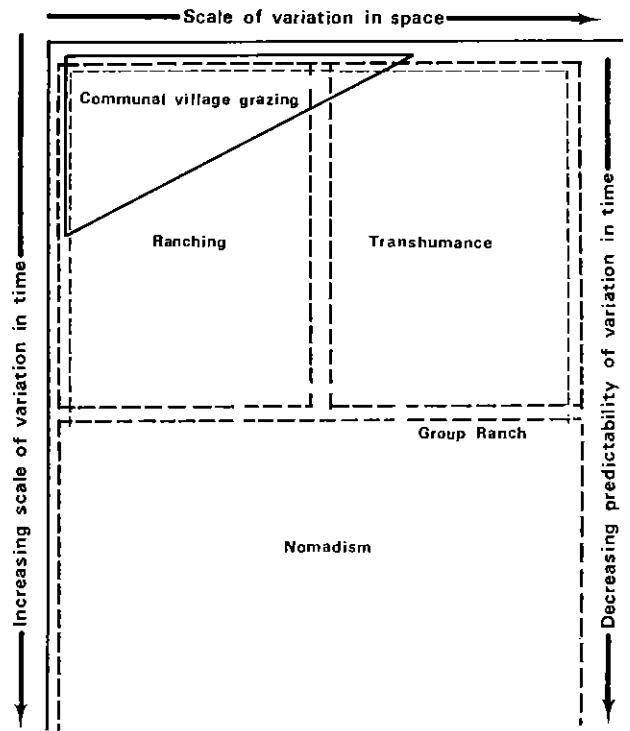 Scale of variation in space
Communal village grazing
Ranching
Transhumance
Group Ranch
Nomadism
Increasing scale of variation in time
Decreasing predictability of variation in time